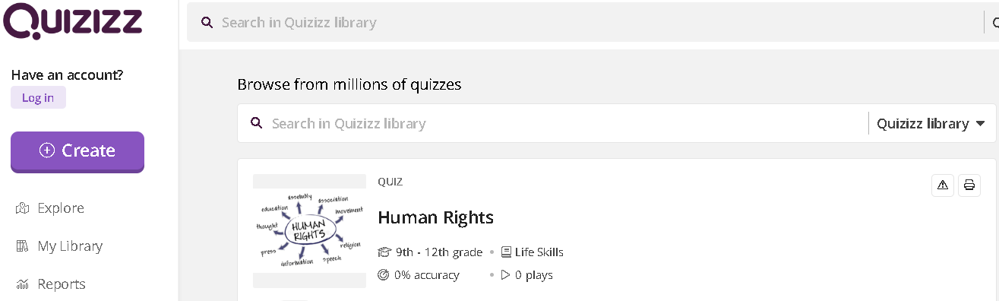 Quizizz
Search in Quizizz library
Have an account?
Log in
Create
Explore
My Library
Reports
Browse from millions of quizzes
Search in Quizizz library
Quizizz library
QUIZ
Human Rights
9th - 12th grade • Life Skills
0% accuracy • 0 plays
assembly
association
education
movement
thought
HUMAN
RIGHTS
press
religion
information
speech